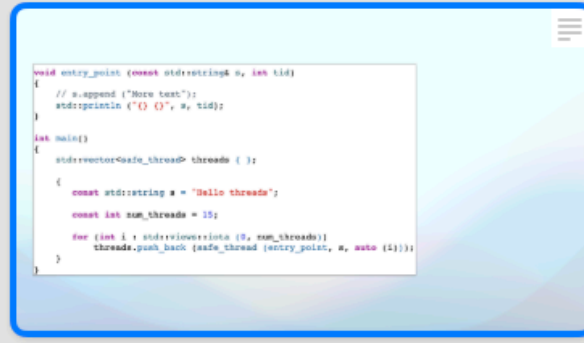 void entry_point (const std::string& s, int tid)
{
// s.append ("More text");
std::println ("{} {}", s, tid);
}
int main()
{
std::vector<safe_thread> threads { };
{
const std::string s = "Hello threads";
const int num_threads = 15;
for (int i : std::views::iota (0, num_threads))
threads.push_back (safe_thread (entry_point, s, auto (i)));
}
}